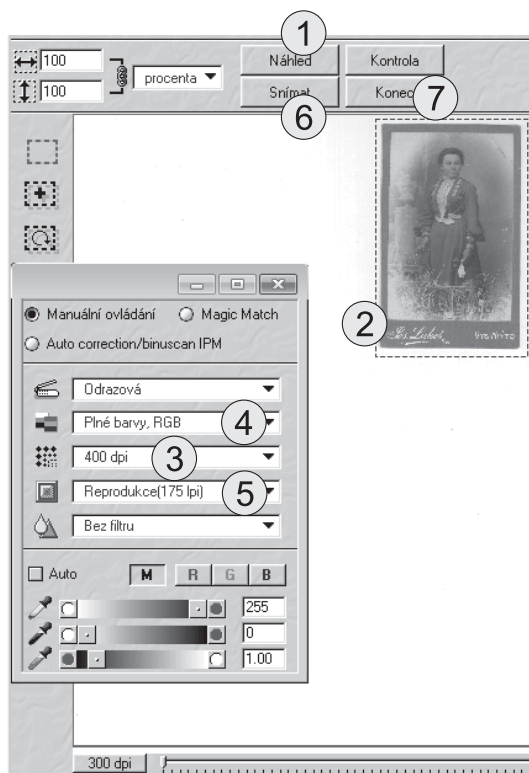 1
100
Náhled
Kontrola
100
procenta
Snímat
Konec
6
7
Manuální ovládání
Magic Match
Auto correction/binuscan IPM
2
Odrazová
Plné barvy, RGB
4
400 dpi
3
Reprodukce(175 lpi)
5
Bez filtru
Auto
M
R
G
B
255
0
1.00
300 dpi